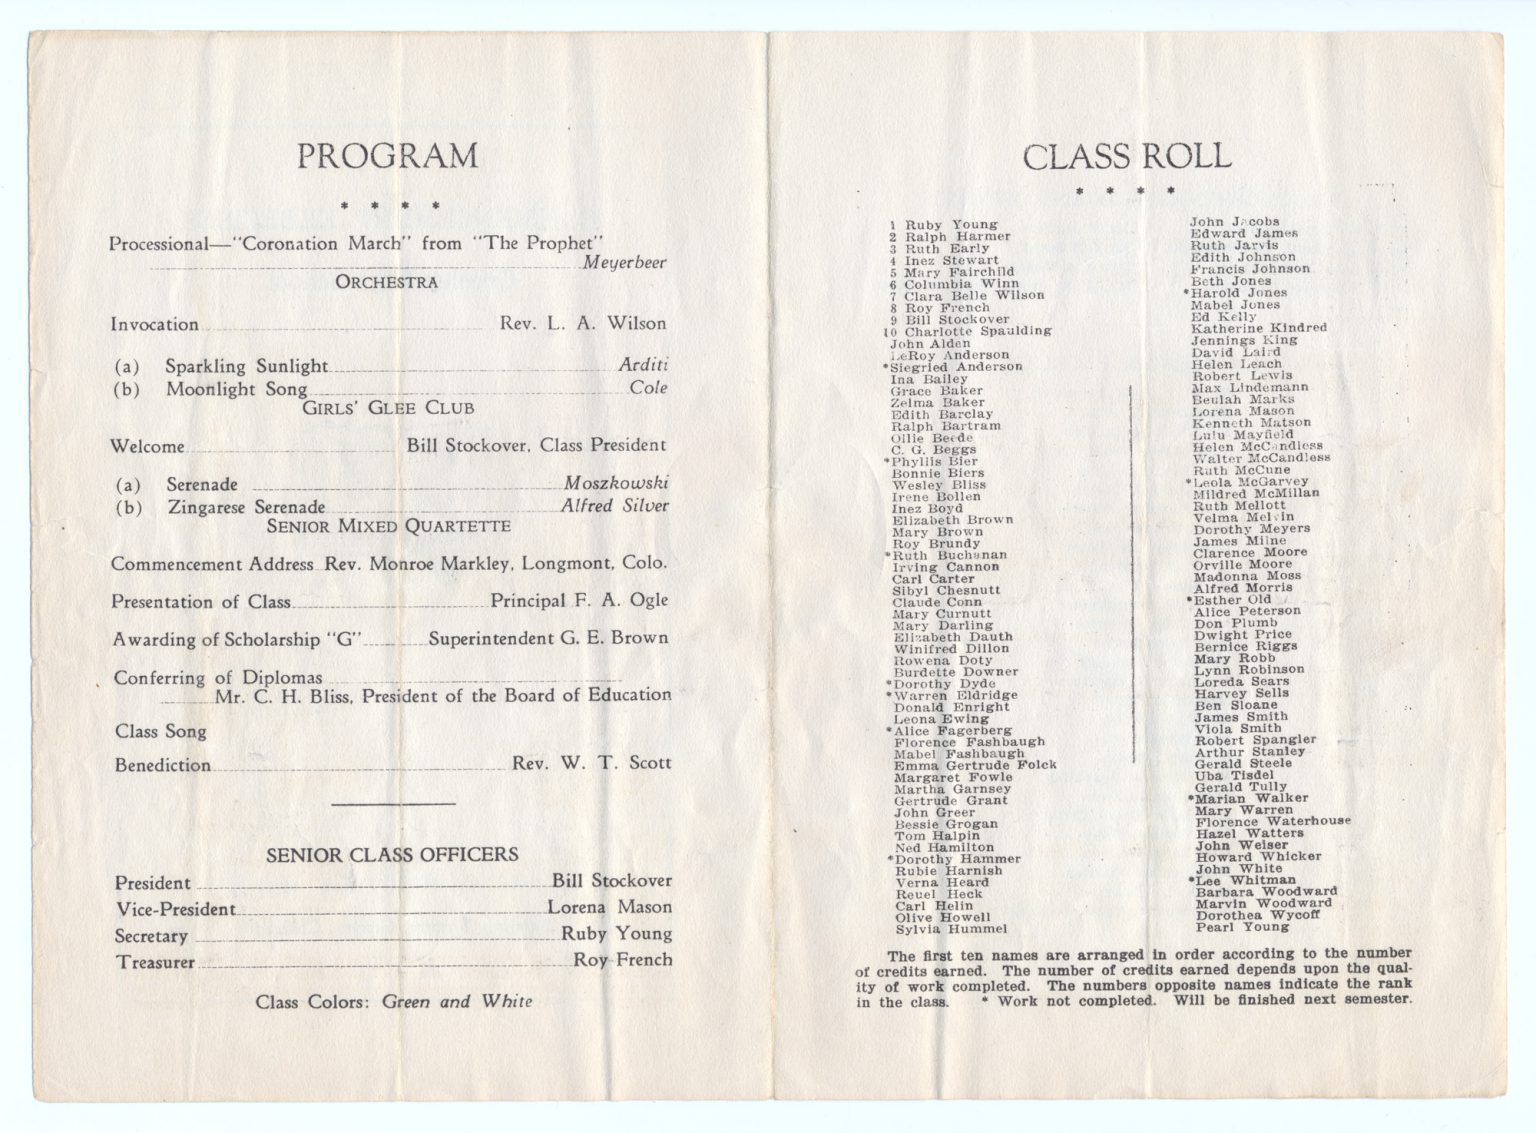 PROGRAM
* * * *
Processional—"Coronation March" from "The Prophet"
Meyerbeer
ORCHESTRA
Invocation Rev. L. A. Wilson
(a) Sparkling Sunlight Arditi
(b) Moonlight Song Cole
GIRLS' GLEE CLUB
Welcome Bill Stockover, Class President
(a) Serenade Moszkowski
(b) Zingarese Serenade Alfred Silver
SENIOR MIXED QUARTETTE
Commencement Address Rev. Monroe Markley, Longmont, Colo.
Presentation of Class Principal F. A. Ogle
Awarding of Scholarship "G" Superintendent G. E. Brown
Conferring of Diplomas
Mr. C. H. Bliss, President of the Board of Education
Class Song
Benediction Rev. W. T. Scott
SENIOR CLASS OFFICERS
President Bill Stockover
Vice-President Lorena Mason
Secretary Ruby Young
Treasurer Roy French
Class Colors: Green and White
CLASS ROLL
* * * *
1 Ruby Young
2 Ralph Harmer
3 Ruth Early
4 Inez Stewart
5 Mary Fairchild
6 Columbia Winn
7 Clara Belle Wilson
8 Roy French
9 Bill Stockover
10 Charlotte Spaulding
John Alden
LeRoy Anderson
*Siegried Anderson
Ina Bailey
Grace Baker
Zelma Baker
Edith Barclay
Ralph Bartram
Ollie Beede
C. G. Beggs
*Phyllis Bier
Bonnie Biers
Wesley Bliss
Irene Bollen
Inez Boyd
Elizabeth Brown
Mary Brown
Roy Brundy
*Ruth Buchanan
Irving Cannon
Carl Carter
Sibyl Chesnutt
Claude Conn
Mary Curnutt
Mary Darling
Elizabeth Dauth
Winifred Dillon
Rowena Doty
Burdette Downer
*Dorothy Dyde
*Warren Eldridge
Donald Enright
Leona Ewing
*Alice Fagerberg
Florence Fashbaugh
Mabel Fashbaugh
Emma Gertrude Folck
Margaret Fowle
Martha Garnsey
Gertrude Grant
John Greer
Bessie Grogan
Tom Halpin
Ned Hamilton
*Dorothy Hammer
Rubie Harnish
Verna Heard
Reuel Heck
Carl Helin
Olive Howell
Sylvia Hummel
John Jacobs
Edward James
Ruth Jarvis
Edith Johnson
Francis Johnson
Beth Jones
*Harold Jones
Mabel Jones
Ed Kelly
Katherine Kindred
Jennings King
David Laird
Helen Leach
Robert Lewis
Max Lindemann
Beulah Marks
Lorena Mason
Kenneth Matson
Lulu Mayfield
Helen McCandless
Walter McCandless
Ruth McCune
*Leola McGarvey
Mildred McMillan
Ruth Mellott
Velma Melvin
Dorothy Meyers
James Milne
Clarence Moore
Orville Moore
Madonna Moss
Alfred Morris
*Esther Old
Alice Peterson
Don Plumb
Dwight Price
Bernice Riggs
Mary Robb
Lynn Robinson
Loreda Sears
Harvey Sells
Ben Sloane
James Smith
Viola Smith
Robert Spangler
Arthur Stanley
Gerald Steele
Uba Tisdel
Gerald Tully
*Marian Walker
Mary Warren
Florence Waterhouse
Hazel Watters
John Weiser
Howard Whicker
John White
*Lee Whitman
Barbara Woodward
Marvin Woodward
Dorothea Wycoff
Pearl Young
The first ten names are arranged in order according to the number
of credits earned. The number of credits earned depends upon the qual-
ity of work completed. The numbers opposite names indicate the rank
in the class. * Work not completed. Will be finished next semester.